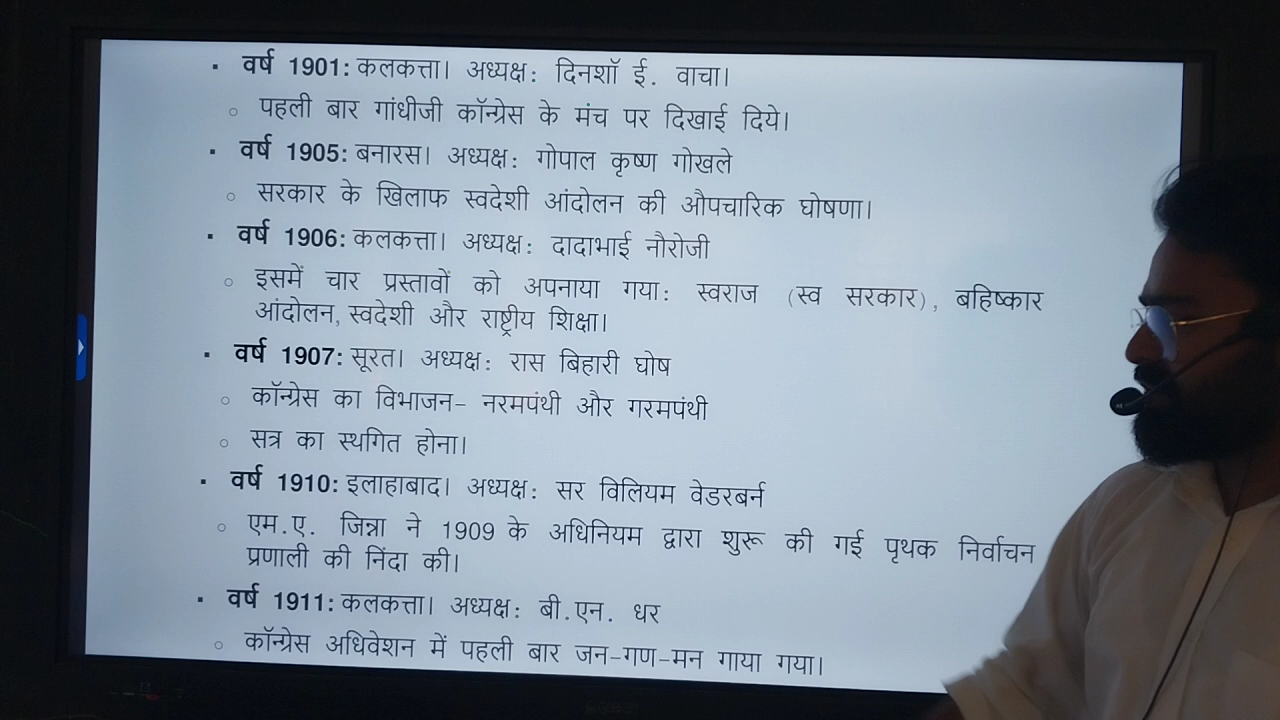 ▪ वर्ष 1901: कलकत्ता। अध्यक्ष: दिनशॉ ई. वाचा।
○ पहली बार गांधीजी कॉन्ग्रेस के मंच पर दिखाई दिये।
▪ वर्ष 1905: बनारस। अध्यक्ष: गोपाल कृष्ण गोखले
○ सरकार के खिलाफ स्वदेशी आंदोलन की औपचारिक घोषणा।
▪ वर्ष 1906: कलकत्ता। अध्यक्ष: दादाभाई नौरोजी
○ इसमें चार प्रस्तावों को अपनाया गया: स्वराज (स्व सरकार), बहिष्कार
आंदोलन, स्वदेशी और राष्ट्रीय शिक्षा।
▪ वर्ष 1907: सूरत। अध्यक्ष: रास बिहारी घोष
○ कॉन्ग्रेस का विभाजन- नरमपंथी और गरमपंथी
○ सत्र का स्थगित होना।
▪ वर्ष 1910: इलाहाबाद। अध्यक्ष: सर विलियम वेडरबर्न
○ एम.ए. जिन्ना ने 1909 के अधिनियम द्वारा शुरू की गई पृथक निर्वाचन
प्रणाली की निंदा की।
▪ वर्ष 1911: कलकत्ता। अध्यक्ष: बी.एन. धर
○ कॉन्ग्रेस अधिवेशन में पहली बार जन-गण-मन गाया गया।